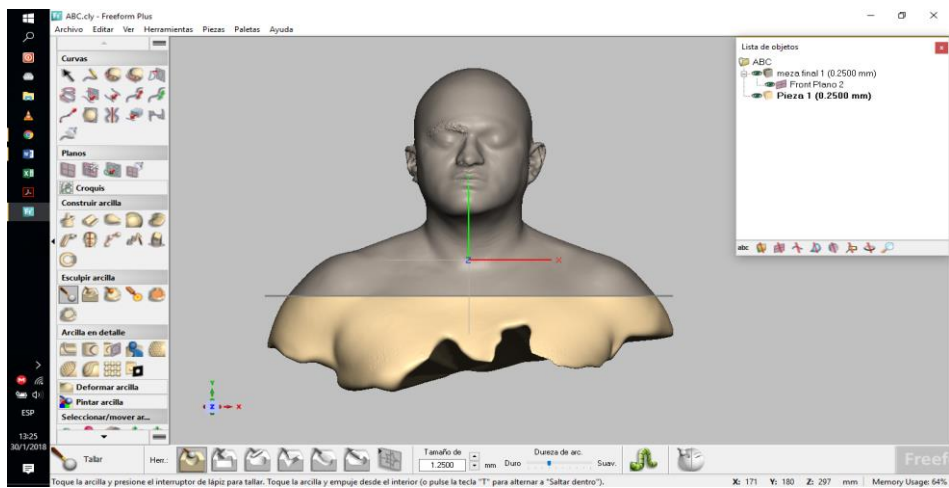 ABC.cly - Freeform Plus
Archivo Editar Ver Herramientas Piezas Paletas Ayuda
Curvas
Planos
Croquis
Construir arcilla
Esculpir arcilla
Arcilla en detalle
Deformar arcilla
Pintar arcilla
Seleccionar/mover ar...
Lista de objetos
ABC
meza final 1 (0.2500 mm)
Front Plano 2
Pieza 1 (0.2500 mm)
abc
X
Z
Y
Z X
ESP
13:25
30/1/2018
Tallar
Herr.:
Tamaño de
1.2500 mm
Dureza de arc.
Duro Suav.
Freef
Toque la arcilla y presione el interruptor de lápiz para tallar. Toque la arcilla y empuje desde el interior (o pulse la tecla "T" para alternar a "Saltar dentro").
X: 171 Y: 180 Z: 297 mm Memory Usage: 64%